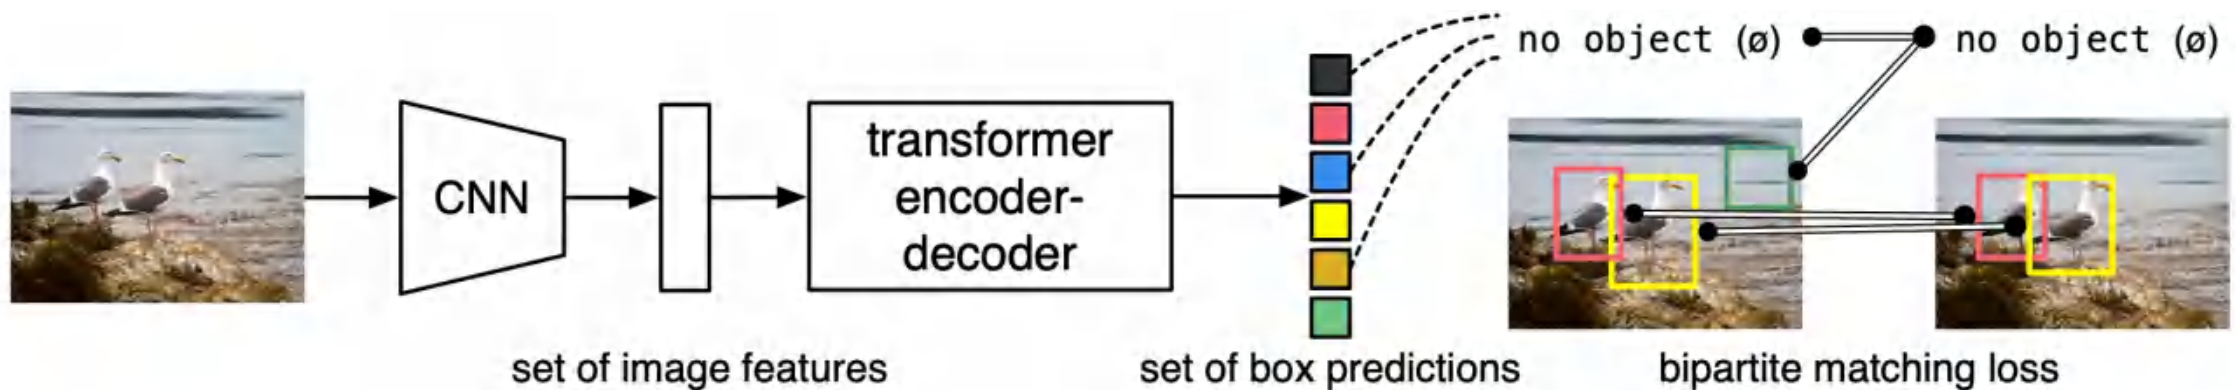 no object (ø) no object (ø)
CNN
transformer
encoder-
decoder
set of image features
set of box predictions
bipartite matching loss